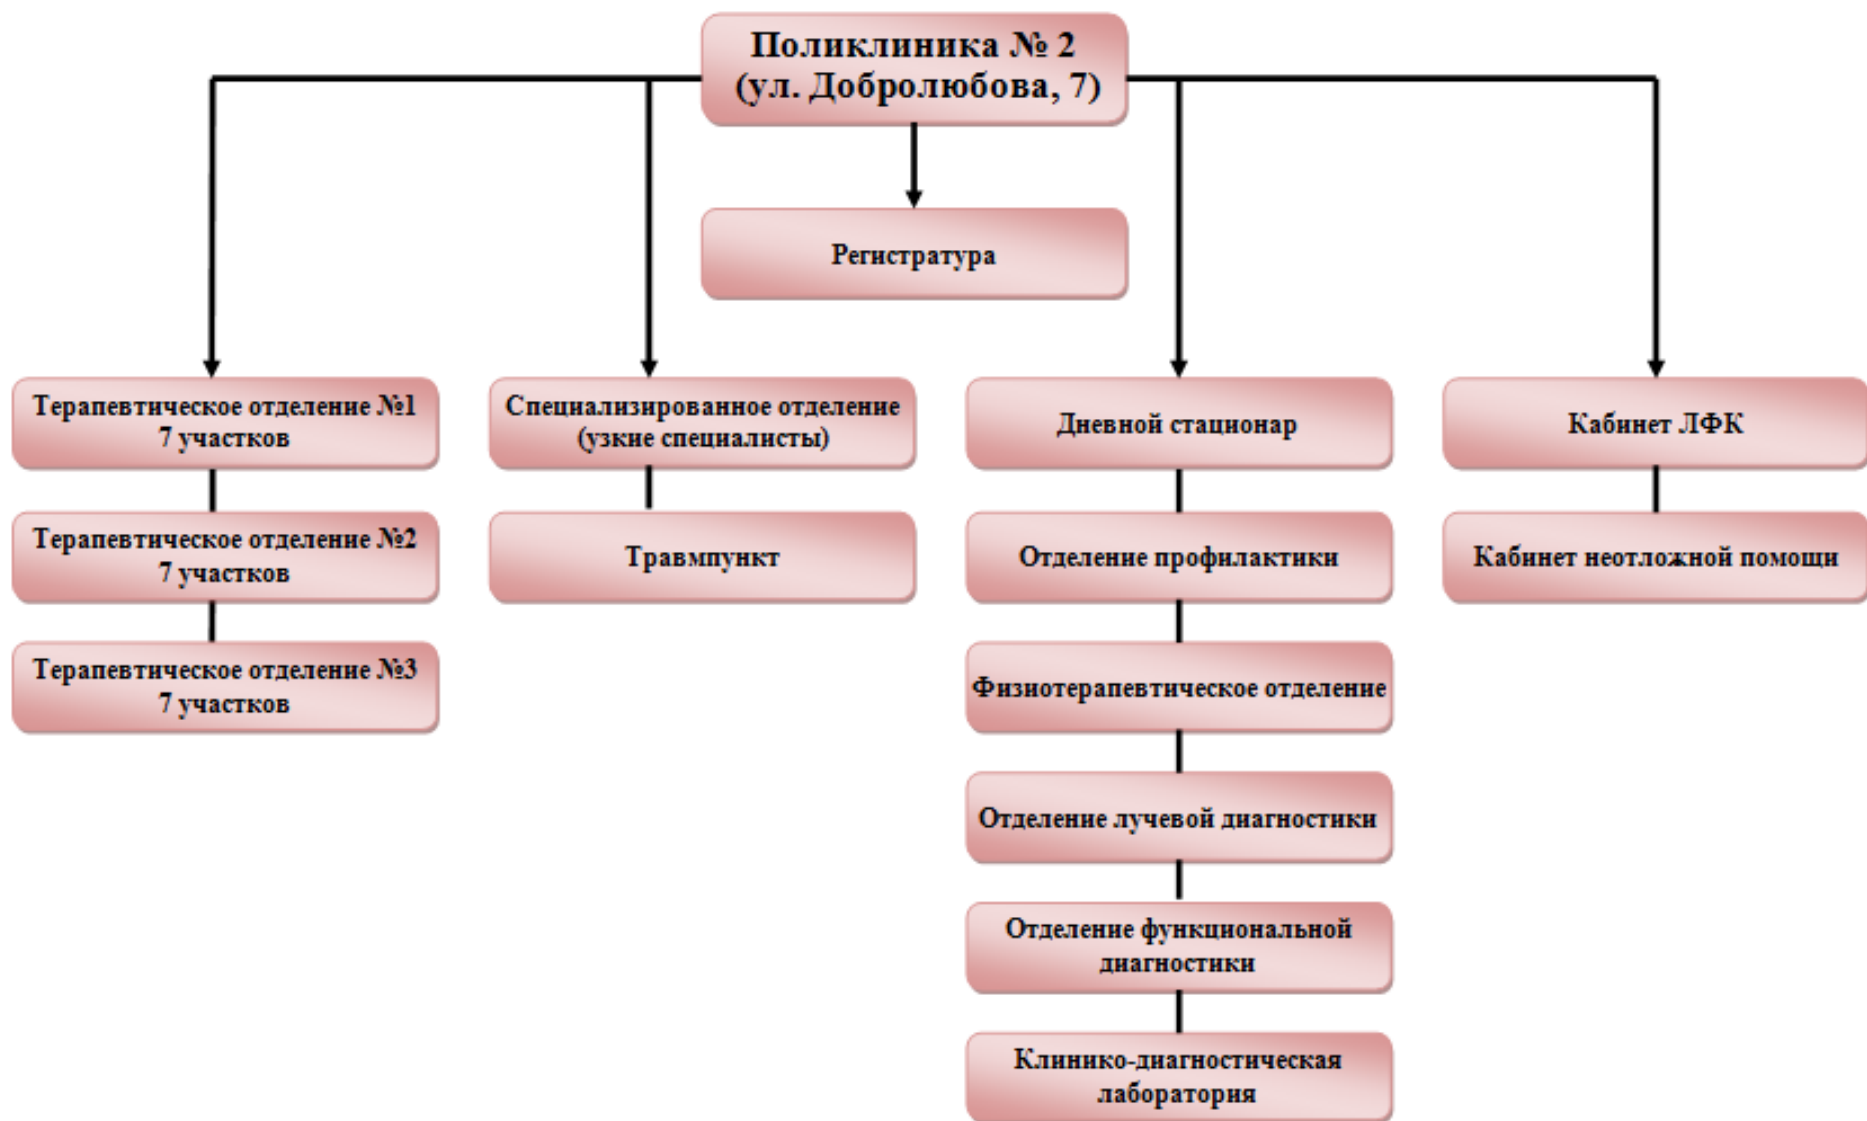 Поликлиника № 2
(ул. Добролюбова, 7)
Регистратура
Терапевтическое отделение №1
7 участков
Терапевтическое отделение №2
7 участков
Терапевтическое отделение №3
7 участков
Специализированное отделение
(узкие специалисты)
Травмпункт
Дневной стационар
Отделение профилактики
Физиотерапевтическое отделение
Отделение лучевой диагностики
Отделение функциональной
диагностики
Клинико-диагностическая
лаборатория
Кабинет ЛФК
Кабинет неотложной помощи